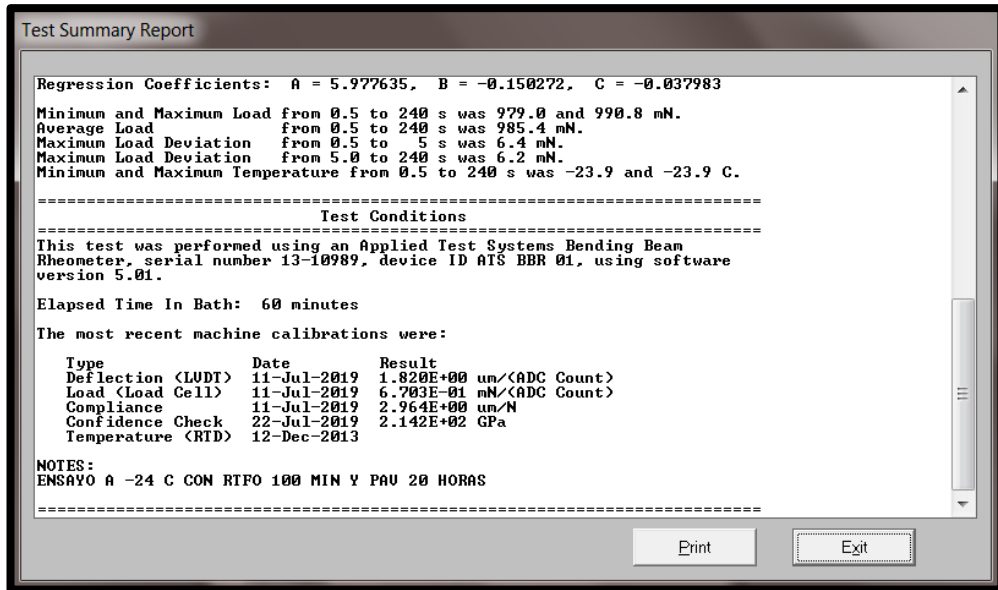 Test Summary Report
Regression Coefficients:  A = 5.977635,  B = -0.150272,  C = -0.037983
Minimum and Maximum Load from 0.5 to 240 s was 979.0 and 990.8 mN.
Average Load             from 0.5 to 240 s was 985.4 mN.
Maximum Load Deviation   from 0.5 to   5 s was 6.4 mN.
Maximum Load Deviation   from 5.0 to 240 s was 6.2 mN.
Minimum and Maximum Temperature from 0.5 to 240 s was -23.9 and -23.9 C.
==========================================================================
Test Conditions
==========================================================================
This test was performed using an Applied Test Systems Bending Beam
Rheometer, serial number 13-10989, device ID ATS BBR 01, using software
version 5.01.
Elapsed Time In Bath:  60 minutes
The most recent machine calibrations were:
Type               Date         Result
Deflection (LVDT)  11-Jul-2019  1.820E+00 um/(ADC Count)
Load (Load Cell)   11-Jul-2019  6.703E-01 mN/(ADC Count)
Compliance         11-Jul-2019  2.964E+00 um/N
Confidence Check   22-Jul-2019  2.142E+02 GPa
Temperature (RTD)  12-Dec-2013
NOTES:
ENSAYO A -24 C CON RTFO 100 MIN Y PAV 20 HORAS
==========================================================================
Print
Exit